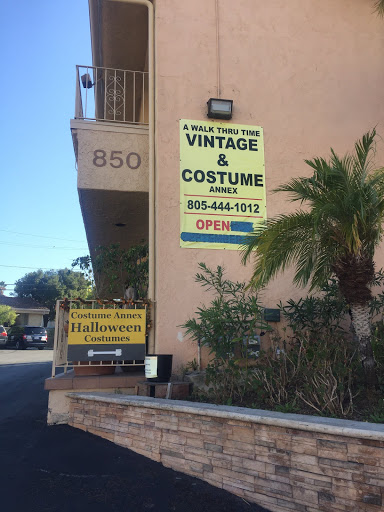 850
A WALK THRU TIME
VINTAGE
&
COSTUME
ANNEX
805-444-1012
OPEN
Costume Annex
Halloween
Costumes